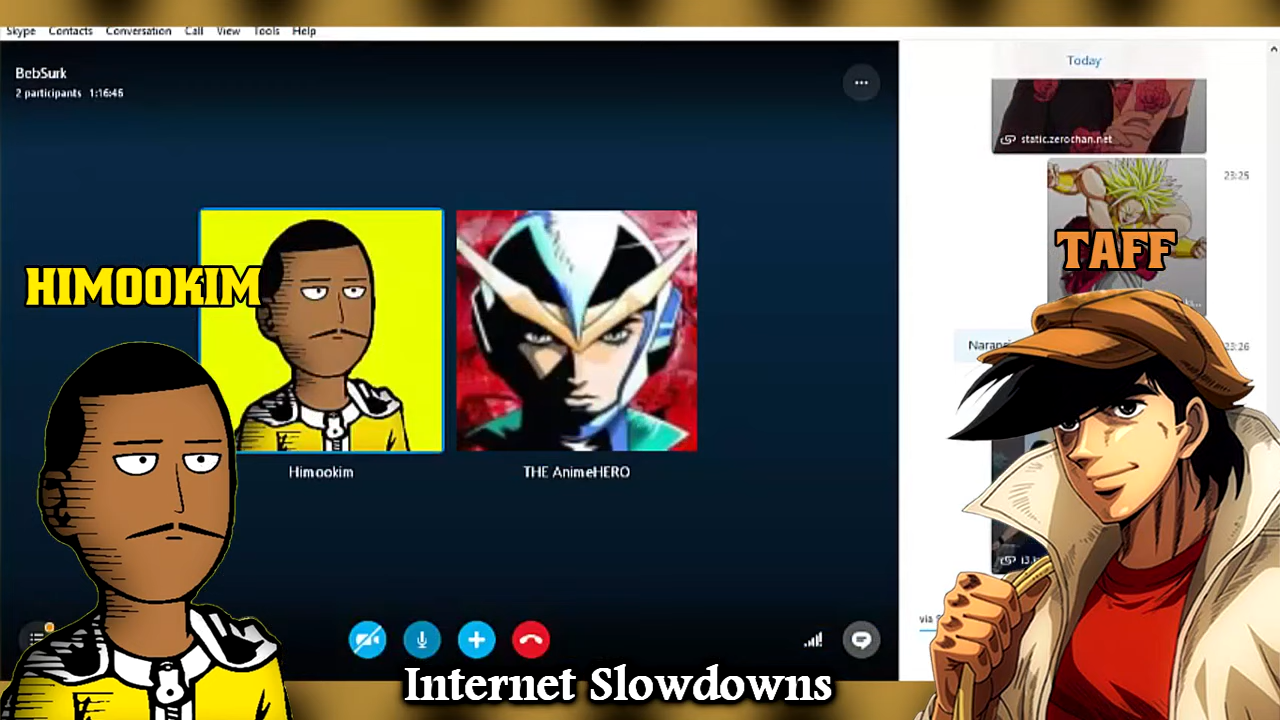 Skype Contacts Conversation Call View Tools Help
BebSurk
2 participants 1:16:46
Today
static.zerochan.net
23:25
TAFF
HIMOOKIM
23:26
Himookim
THE AnimeHERO
via
Internet Slowdowns